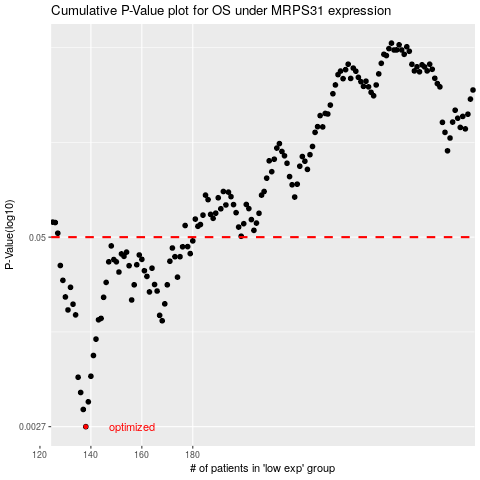 Cumulative P-Value plot for OS under MRPS31 expression
P-Value(log10)
0.05
0.0027
optimized
120 140 160 180
# of patients in 'low exp' group